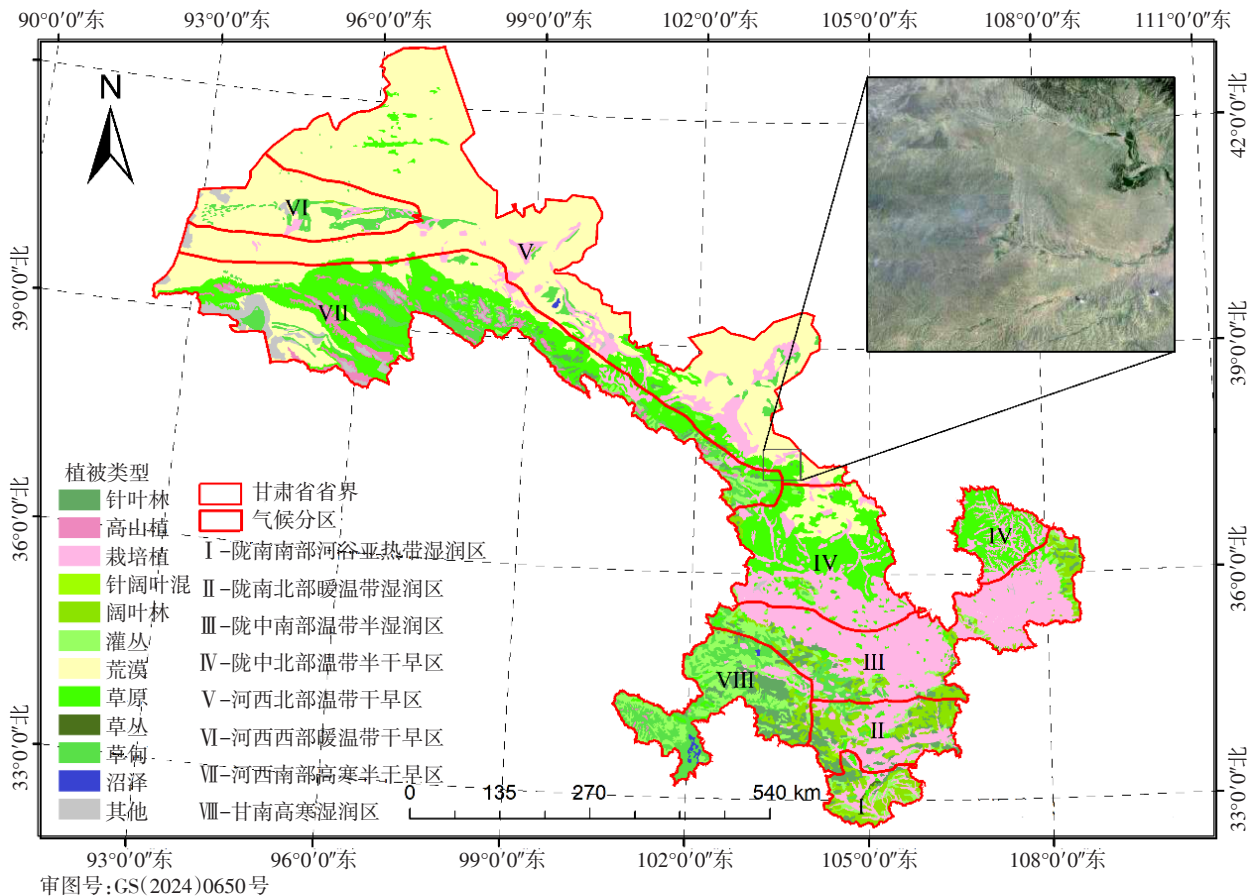 90°0′0″东
93°0′0″东
96°0′0″东
99°0′0″东
102°0′0″东
105°0′0″东
108°0′0″东
111°0′0″东
N
42°0′0″北
39°0′0″北
39°0′0″北
36°0′0″北
39°0′0″北
33°0′0″北
33°0′0″北
VI
V
VII
IV
IV
III
VIII
II
I
植被类型
针叶林
高山植
栽培植
针阔叶混
阔叶林
灌丛
荒漠
草原
草丛
草甸
沼泽
其他
甘肃省省界
气候分区
Ⅰ-陇南南部河谷亚热带湿润区
Ⅱ-陇南北部暖温带湿润区
Ⅲ-陇中南部温带半湿润区
Ⅳ-陇中北部温带半干早区
Ⅴ-河西北部温带干早区
Ⅵ-河西西部暖温带干早区
Ⅶ-河西南部高寒半干早区
Ⅷ-甘南高寒湿润区
0 135 270 540 km
93°0′0″东
96°0′0″东
99°0′0″东
102°0′0″东
105°0′0″东
108°0′0″东
审图号:GS(2024)0650号